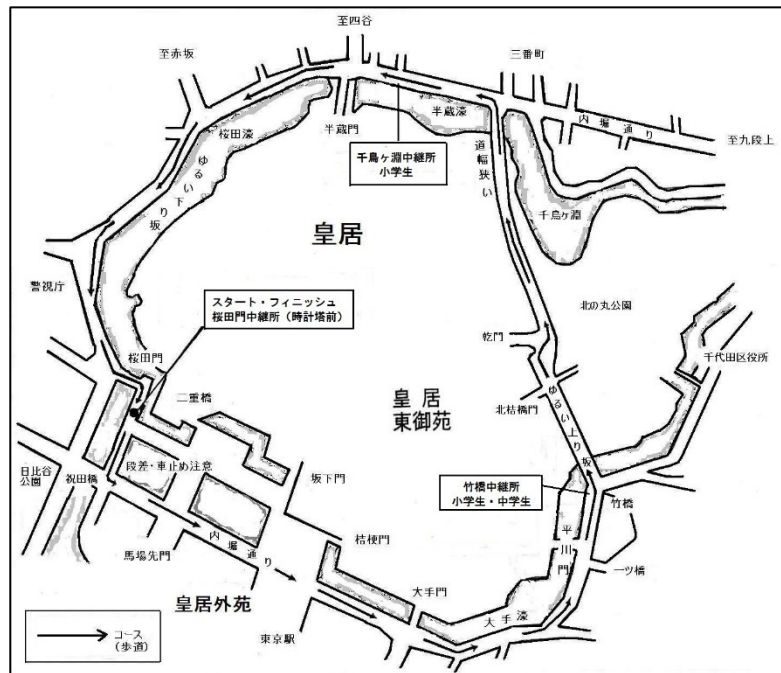 至四谷
至赤坂
三番町
内堀通り
至九段上
半蔵濠
半蔵門
桜田濠
千鳥ヶ淵中継所
小学生
道幅狭い
ゆるい下り坂
千鳥ヶ淵
皇居
警視庁
スタート・フィニッシュ
桜田門中継所（時計塔前）
北の丸公園
乾門
千代田区役所
桜田門
二重橋
皇居
東御苑
北桔橋門
ゆるい上り坂
日比谷
公園
祝田橋
段差・車止め注意
坂下門
竹橋中継所
小学生・中学生
竹橋
馬場先門
内堀通り
桔梗門
平川門
一ツ橋
皇居外苑
大手門
大手濠
東京駅
コース
（歩道）